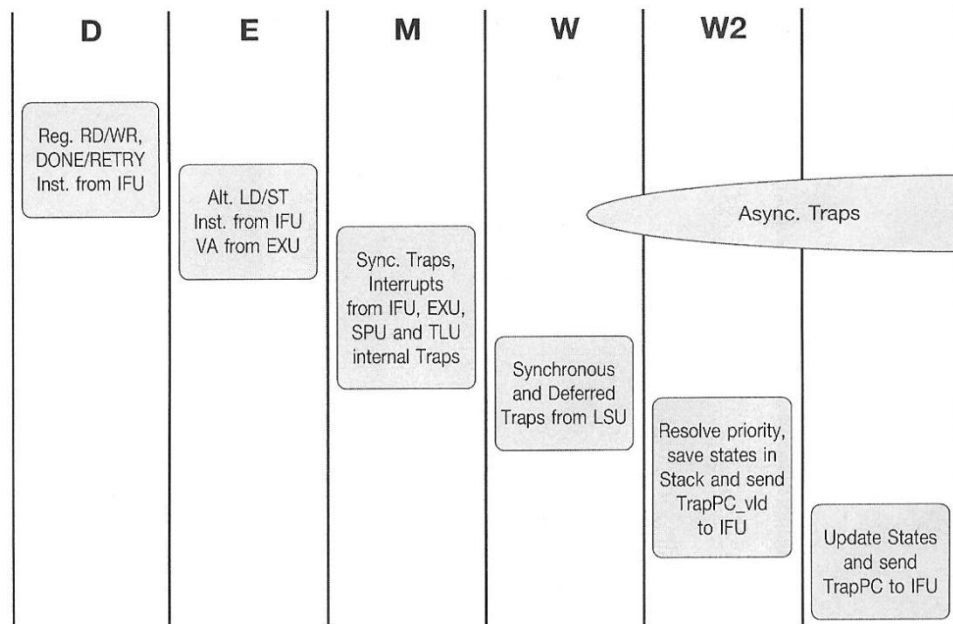 D
E
M
W
W2
Reg. RD/WR,
DONE/RETRY
Inst. from IFU
Alt. LD/ST
Inst. from IFU
VA from EXU
Async. Traps
Sync. Traps,
Interrupts
from IFU, EXU,
SPU and TLU
internal Traps
Synchronous
and Deferred
Traps from LSU
Resolve priority,
save states in
Stack and send
TrapPC_vld
to IFU
Update States
and send
TrapPC to IFU